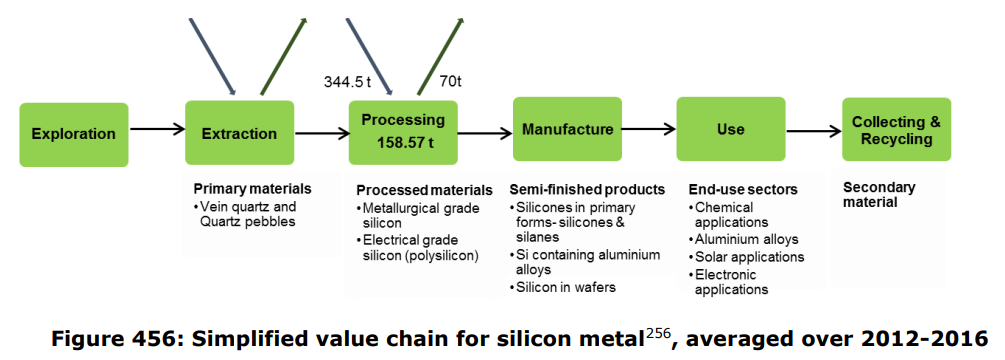 344.5 t
70t
Exploration
Extraction
Processing
158.57 t
Manufacture
Use
Collecting &
Recycling
Primary materials
•Vein quartz and
Quartz pebbles
Processed materials
•Metallurgical grade
silicon
•Electrical grade
silicon (polysilicon)
Semi-finished products
•Silicones in primary
forms- silicones &
silanes
•Si containing aluminium
alloys
•Silicon in wafers
End-use sectors
•Chemical
applications
•Aluminium alloys
•Solar applications
•Electronic
applications
Secondary
material
Figure 456: Simplified value chain for silicon metal256, averaged over 2012-2016